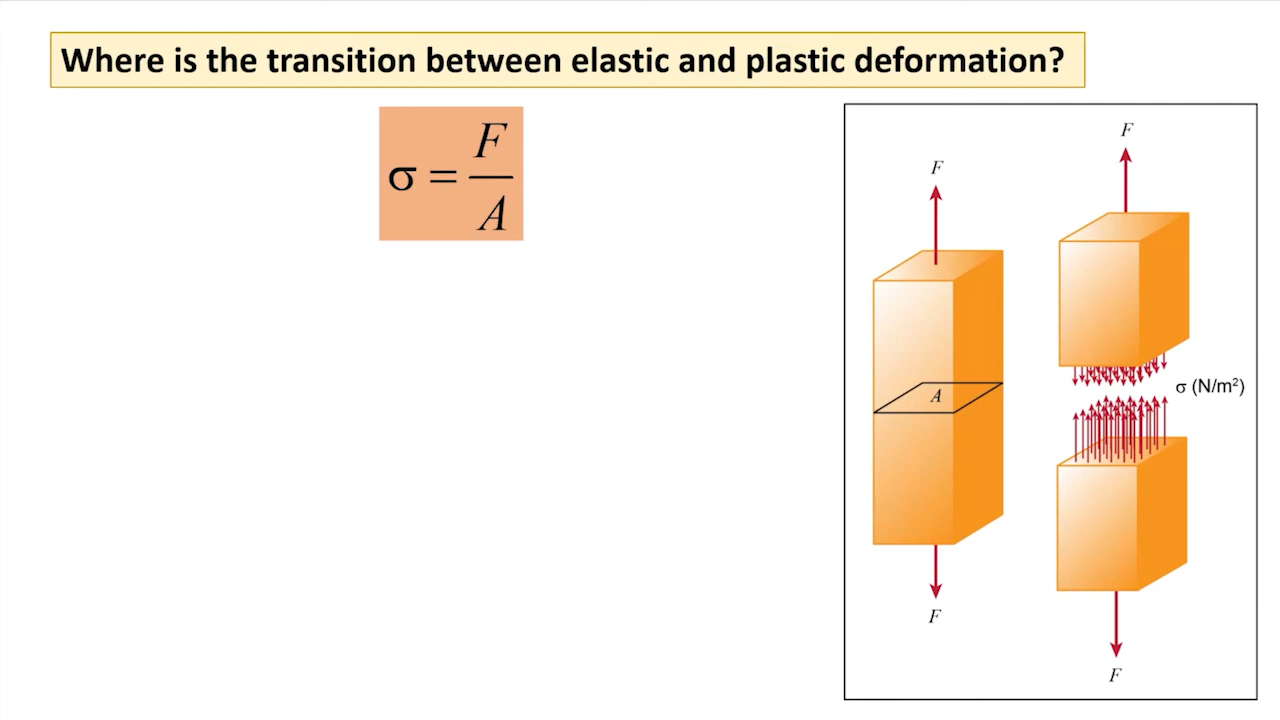 Where is the transition between elastic and plastic deformation?
σ = F/A
F
F
A
σ (N/m²)
F
F